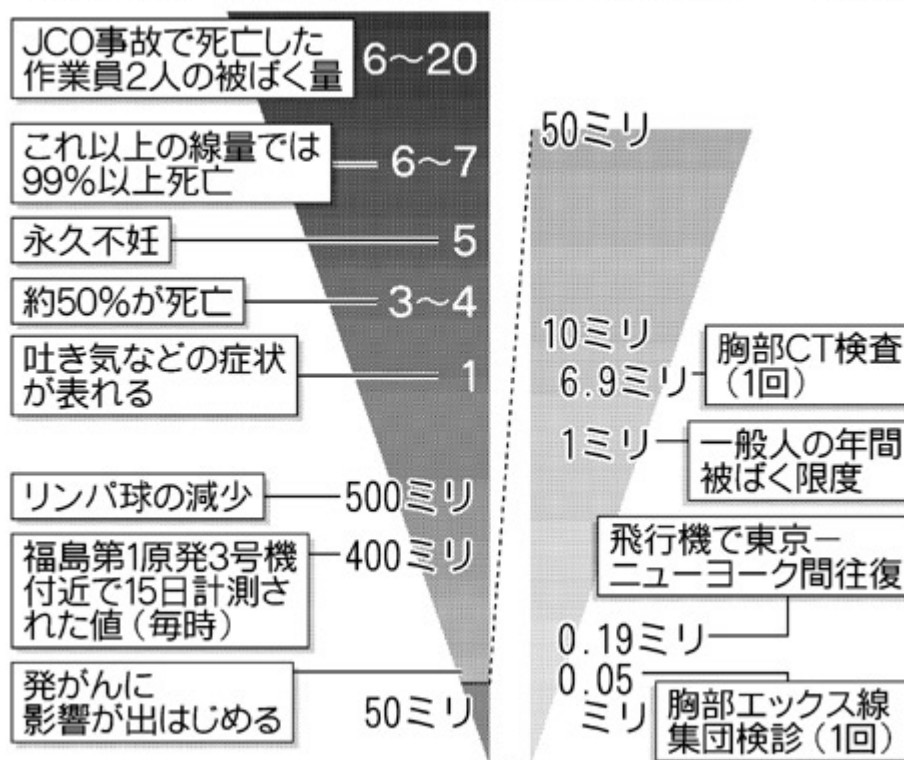 JCO事故で死亡した
作業員2人の被ばく量
6～20
これ以上の線量では
99%以上死亡
6～7
永久不妊
5
約50%が死亡
3～4
吐き気などの症状
が表れる
1
リンパ球の減少
500ミリ
福島第1原発3号機
付近で15日計測さ
れた値（毎時）
400ミリ
発がんに
影響が出はじめる
50ミリ
50ミリ
10ミリ
6.9ミリ
胸部CT検査
（1回）
1ミリ
一般人の年間
被ばく限度
飛行機で東京ー
ニューヨーク間往復
0.19ミリ
0.05
ミリ
胸部エックス線
集団検診（1回）